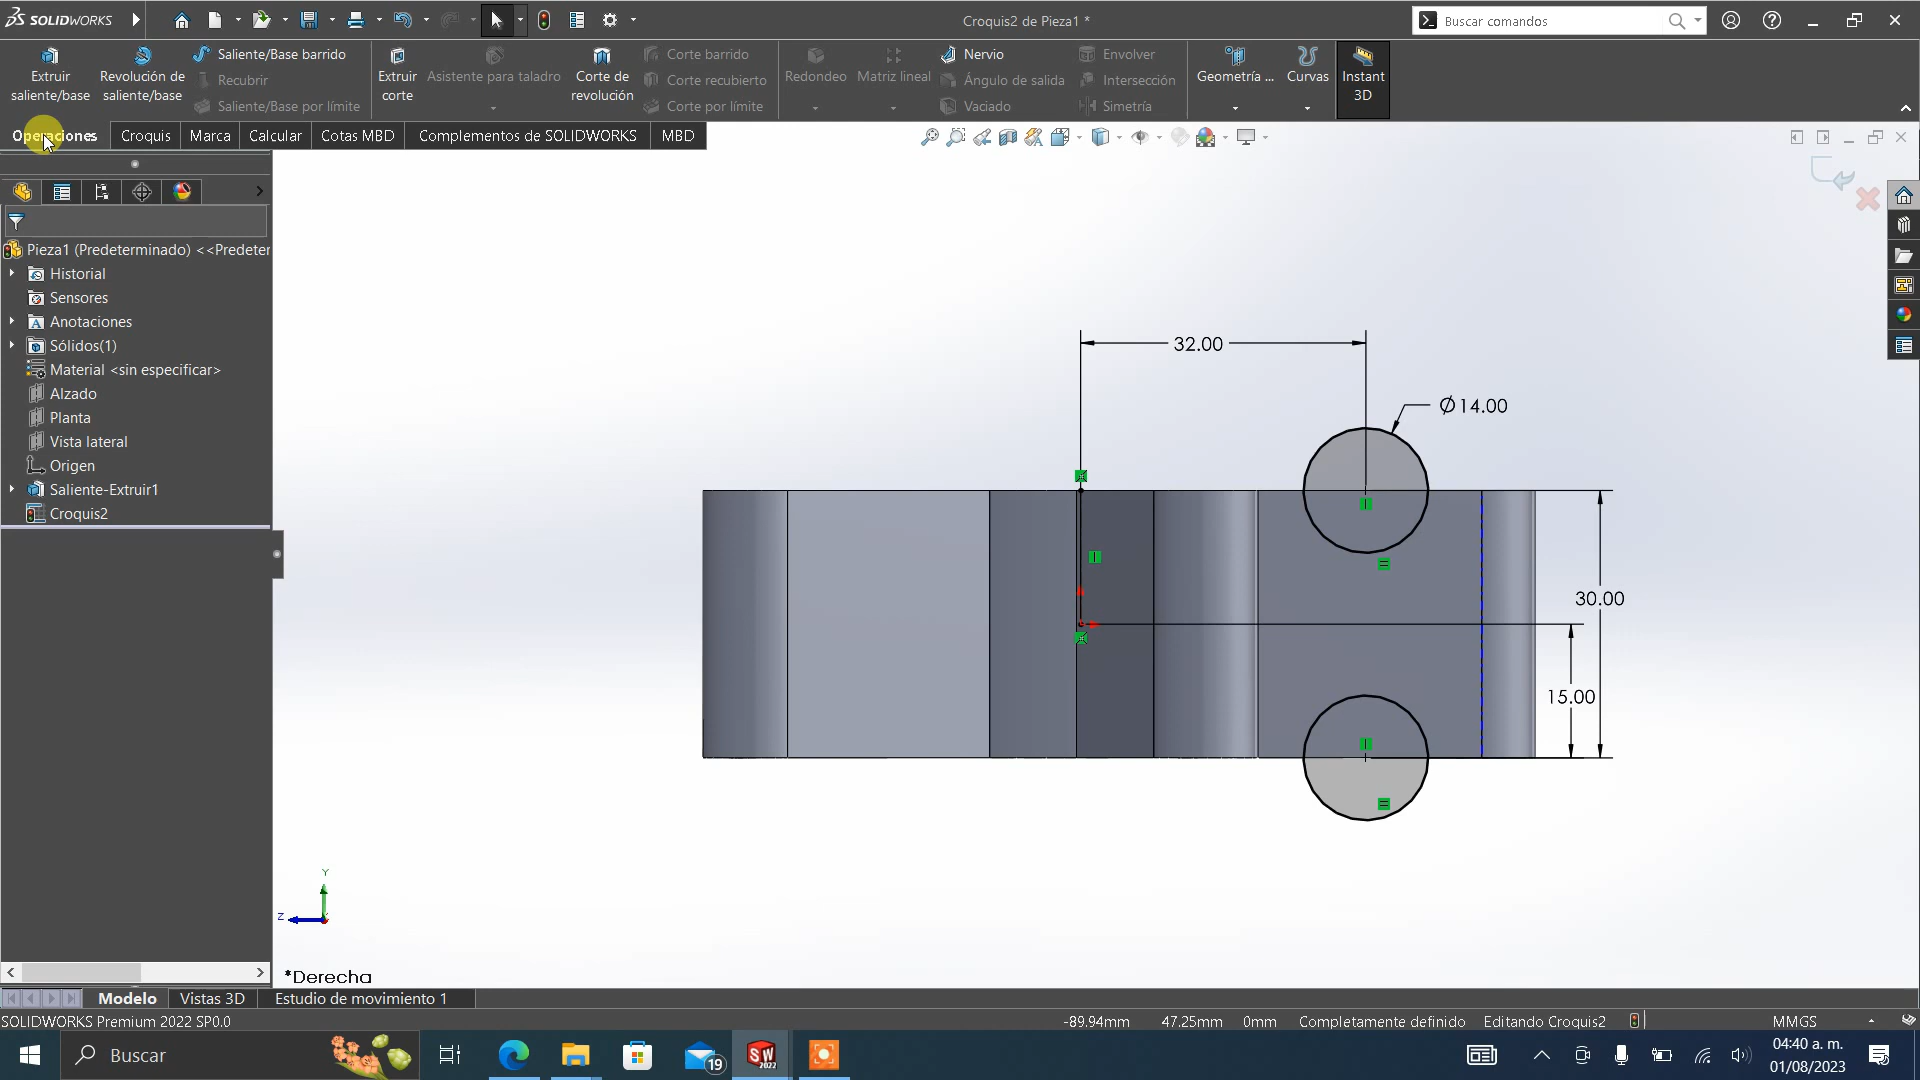 SOLIDWORKS
Croquis2 de Pieza1 *
Buscar comandos
Extruir saliente/base
Revolución de saliente/base
Saliente/Base barrido
Recubrir
Saliente/Base por límite
Extruir corte
Asistente para taladro
Corte de revolución
Corte barrido
Corte recubierto
Corte por límite
Redondeo
Matriz lineal
Nervio
Ángulo de salida
Vaciado
Envolver
Intersección
Simetría
Geometría ...
Curvas
Instant 3D
Operaciones
Croquis
Marca
Calcular
Cotas MBD
Complementos de SOLIDWORKS
MBD
Pieza1 (Predeterminado) <<Predeter
Historial
Sensores
Anotaciones
Sólidos(1)
Material <sin especificar>
Alzado
Planta
Vista lateral
Origen
Saliente-Extruir1
Croquis2
32.00
Ø14.00
30.00
15.00
Y
Z
*Derecha
Modelo
Vistas 3D
Estudio de movimiento 1
SOLIDWORKS Premium 2022 SP0.0
-89.94mm
47.25mm
0mm
Completamente definido
Editando Croquis2
MMGS
Buscar
19
SW 2022
04:40 a. m.
01/08/2023